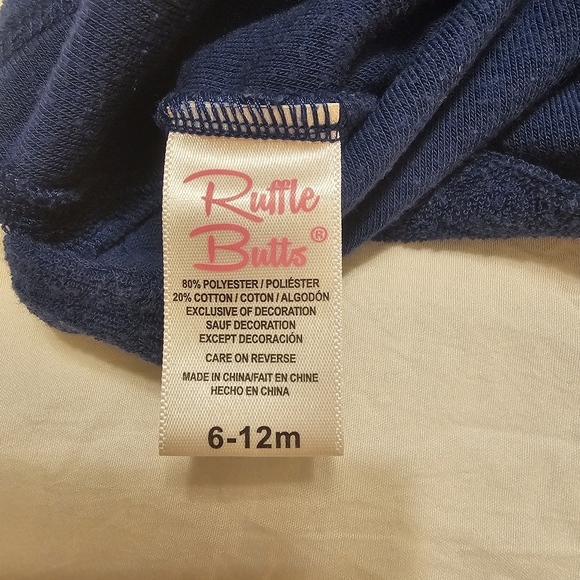 Ruffle
Butts®
80% POLYESTER / POLIÉSTER
20% COTTON / COTON / ALGODÓN
EXCLUSIVE OF DECORATION
SAUF DECORATION
EXCEPT DECORACIÓN
CARE ON REVERSE
MADE IN CHINA/FAIT EN CHINE
HECHO EN CHINA
6-12m